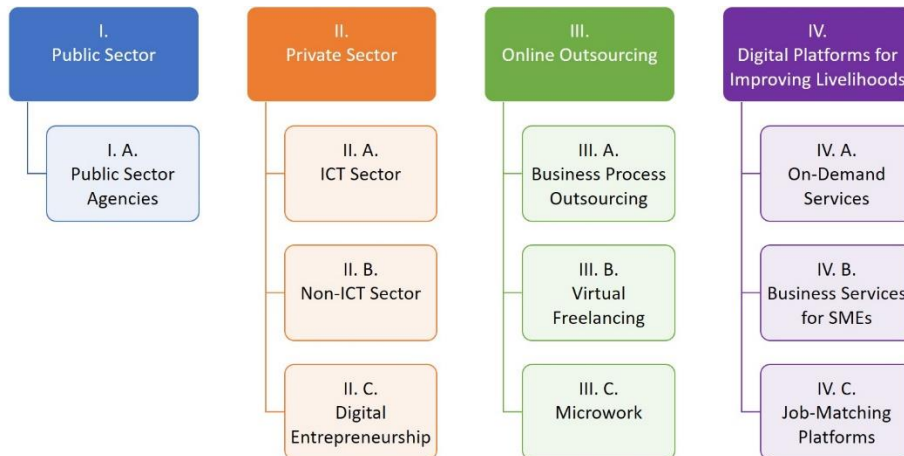 I.
Public Sector
I. A.
Public Sector
Agencies
II.
Private Sector
II. A.
ICT Sector
II. B.
Non-ICT Sector
II. C.
Digital
Entrepreneurship
III.
Online Outsourcing
III. A.
Business Process
Outsourcing
III. B.
Virtual
Freelancing
III. C.
Microwork
IV.
Digital Platforms for
Improving Livelihoods
IV. A.
On-Demand
Services
IV. B.
Business Services
for SMEs
IV. C.
Job-Matching
Platforms